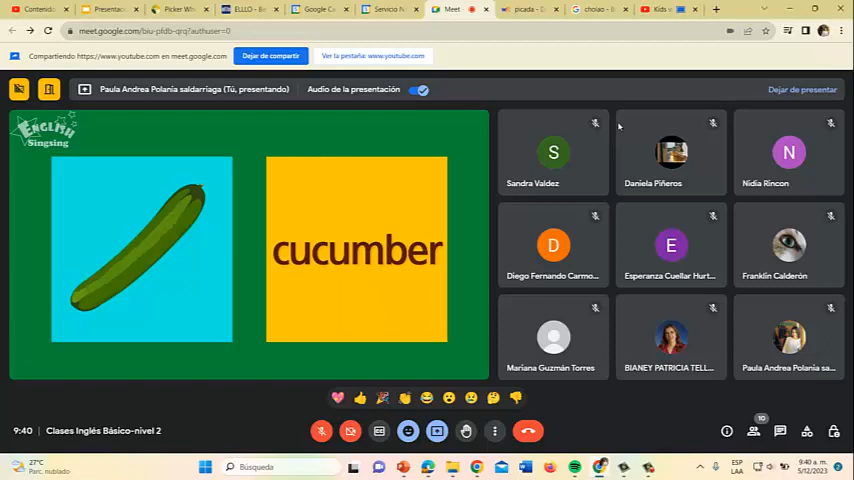 Contenido
Presentac
Picker Wh
ELLLO - B
Google C
Servicio N
Meet
picada - D
choiao - G
Kids v
meet.google.com/biu-pfdb-qrq?authuser=0
Compartiendo https://www.youtube.com en meet.google.com
Dejar de compartir
Ver la pestaña: www.youtube.com
Paula Andrea Polania saldarriaga (Tú, presentando)
Audio de la presentación
Dejar de presentar
ENGLISH
Singsing
cucumber
S
Sandra Valdez
Daniela Piñeros
N
Nidia Rincon
D
Diego Fernando Carmo...
E
Esperanza Cuellar Hurt...
Franklin Calderón
Mariana Guzmán Torres
BIANEY PATRICIA TELL...
Paula Andrea Polania sa...
9:40
Clases Inglés Básico-nivel 2
10
27°C
Parc. nublado
Búsqueda
ESP
LAA
9:40 a. m.
5/12/2023